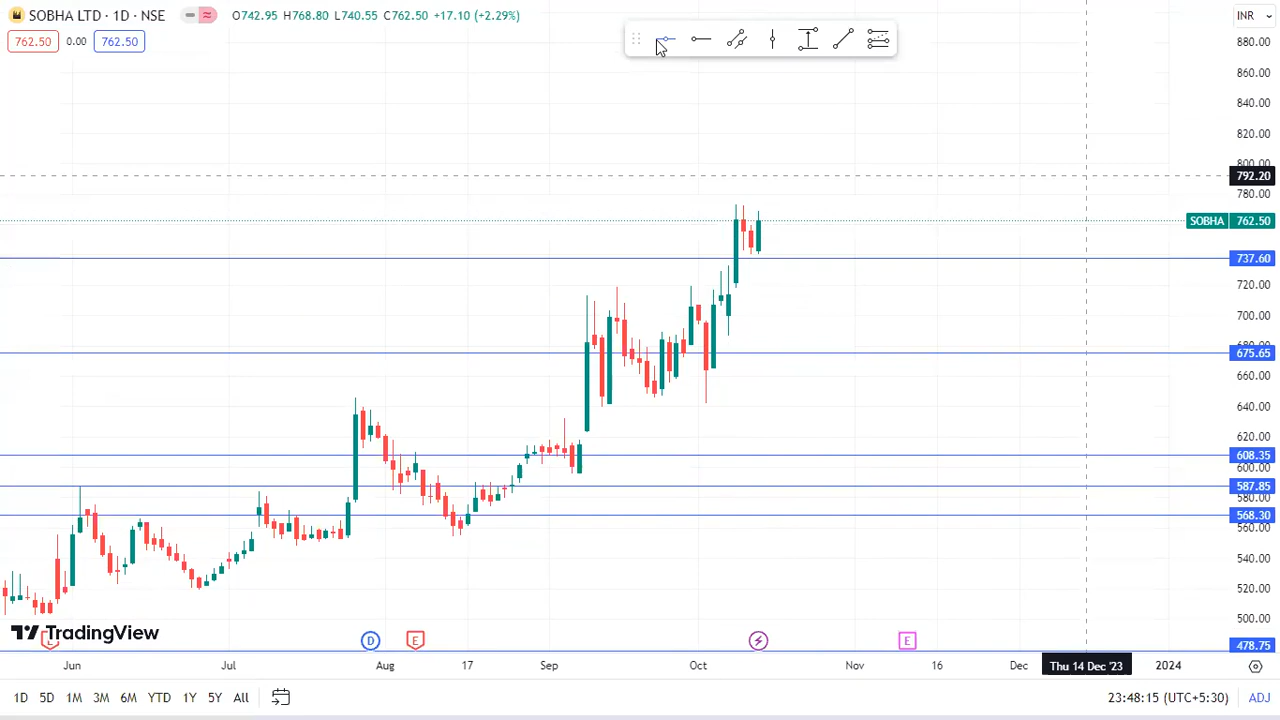 SOBHA LTD · 1D · NSE
O742.95 H768.80 L740.55 C762.50 +17.10 (+2.29%)
INR
762.50 0.00 762.50
880.00
860.00
840.00
820.00
800.00
792.20
780.00
SOBHA 762.50
737.60
720.00
700.00
680.00
675.65
660.00
640.00
620.00
608.35
600.00
587.85
580.00
568.30
560.00
540.00
520.00
500.00
TradingView
D
E
E
478.75
Jun Jul Aug 17 Sep Oct Nov 16 Dec Thu 14 Dec '23 2024
1D 5D 1M 3M 6M YTD 1Y 5Y All
23:48:15 (UTC+5:30) ADJ